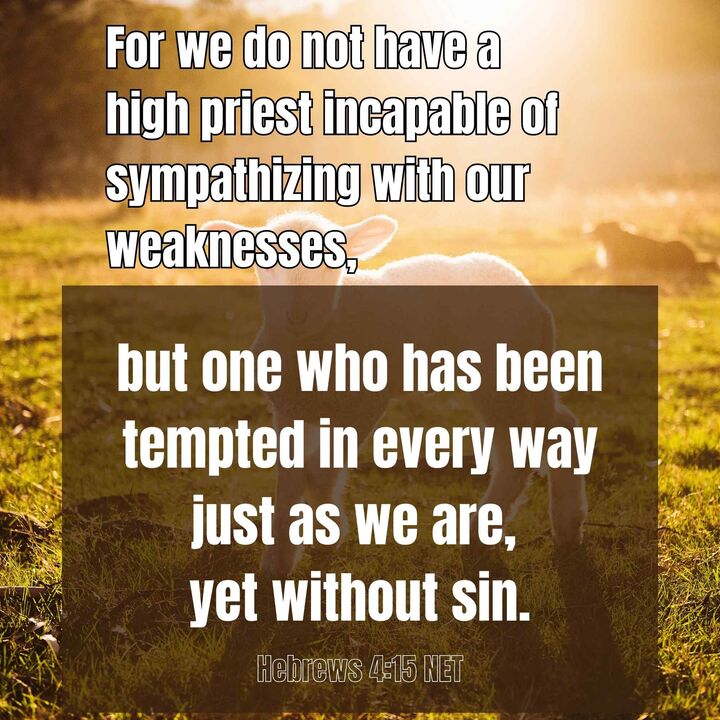 For we do not have a
high priest incapable of
sympathizing with our
weaknesses,
but one who has been
tempted in every way
just as we are,
yet without sin.
Hebrews 4:15 NET